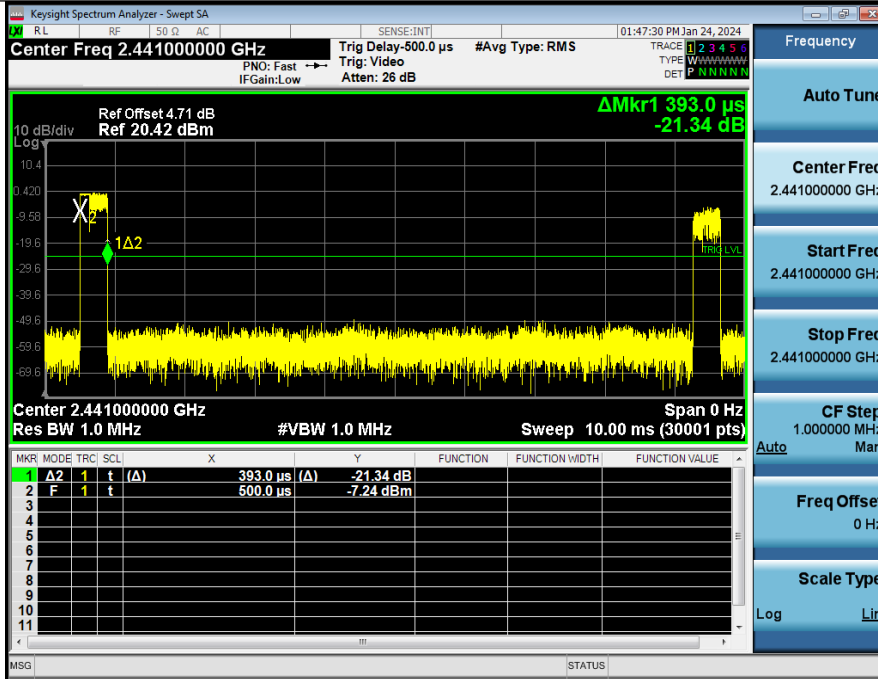 Keysight Spectrum Analyzer - Swept SA
LXI RL RF 50 Ω AC SENSE:INT 01:47:30 PM Jan 24, 2024
Center Freq 2.441000000 GHz Trig Delay-500.0 µs #Avg Type: RMS TRACE 1 2 3 4 5 6
PNO: Fast Trig: Video TYPE WWWWWW
IFGain:Low Atten: 26 dB DET P N N N N N
Ref Offset 4.71 dB ΔMkr1 393.0 µs
10 dB/div Ref 20.42 dBm -21.34 dB
Log
10.4
0.420
-9.58
-19.6
-29.6
-39.6
-49.6
-59.6
-69.6
2
1Δ2
TRIG LVL
Center 2.441000000 GHz Span 0 Hz
Res BW 1.0 MHz #VBW 1.0 MHz Sweep 10.00 ms (30001 pts)
MKR MODE TRC SCL X Y FUNCTION FUNCTION WIDTH FUNCTION VALUE
1 Δ2 1 t (Δ) 393.0 µs (Δ) -21.34 dB
2 F 1 t 500.0 µs -7.24 dBm
3
4
5
6
7
8
9
10
11
MSG STATUS
Frequency
Auto Tune
Center Freq
2.441000000 GHz
Start Freq
2.441000000 GHz
Stop Freq
2.441000000 GHz
CF Step
1.000000 MHz
Auto Man
Freq Offset
0 Hz
Scale Type
Log Lin